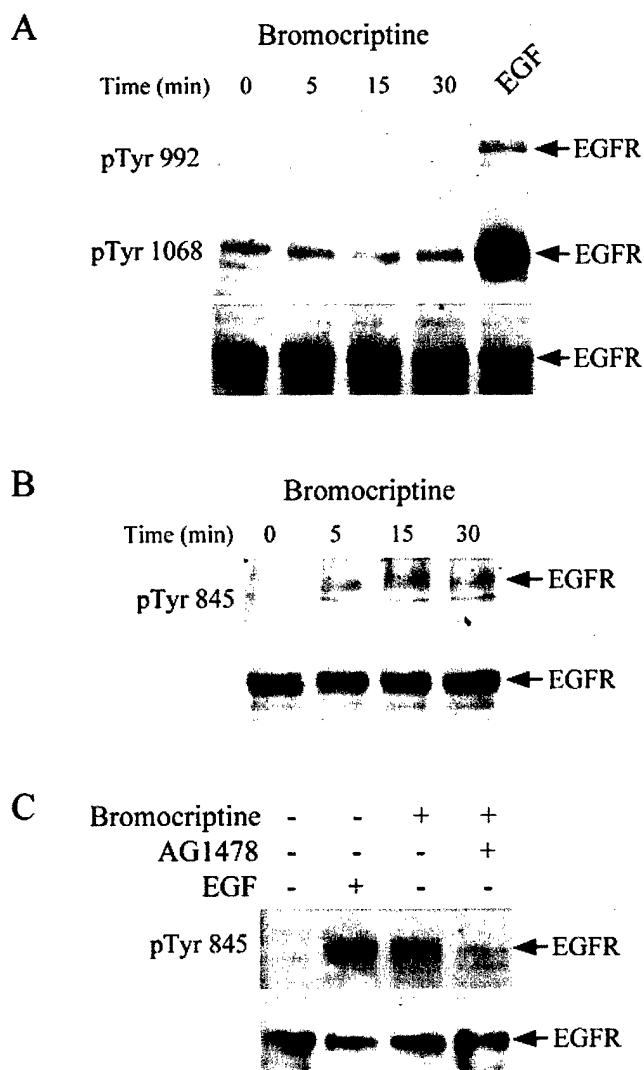 A
Bromocriptine
Time (min) 0 5 15 30 EGF
pTyr 992 EGFR
pTyr 1068 EGFR
EGFR
B
Bromocriptine
Time (min) 0 5 15 30
pTyr 845 EGFR
EGFR
C
Bromocriptine - - + +
AG1478 - - - +
EGF - + - -
pTyr 845 EGFR
EGFR